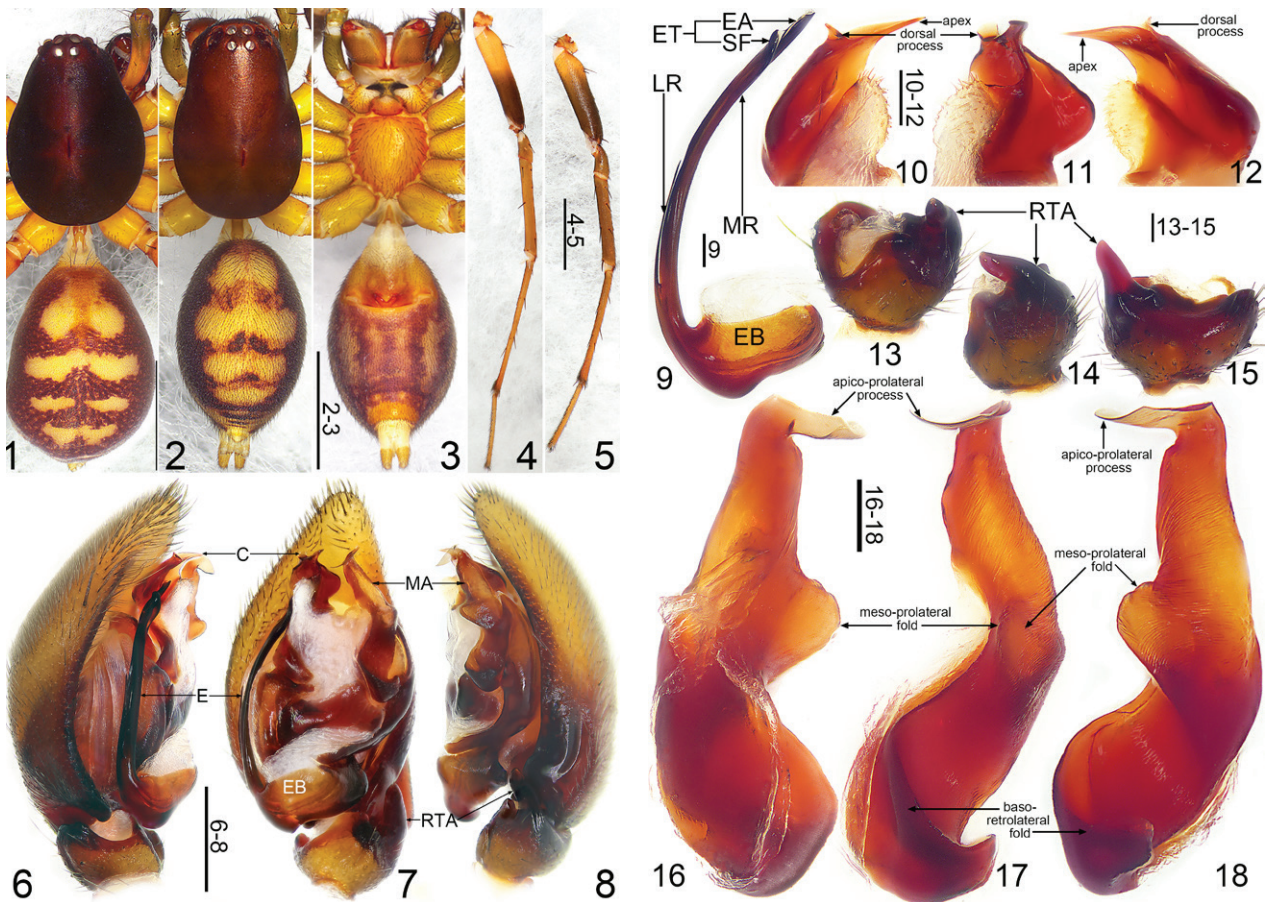 1
2
2-3
3
4
4-5
5
C
MA
E
EB
RTA
6
6-8
7
8
ET
EA
SF
LR
MR
9
EB
9
apex
dorsal
process
dorsal
process
apex
10-12
10
11
12
RTA
13-15
13
14
15
apico-prolateral
process
apico-prolateral
process
16-18
meso-prolateral
fold
meso-prolateral
fold
baso-
retrolateral
fold
16
17
18